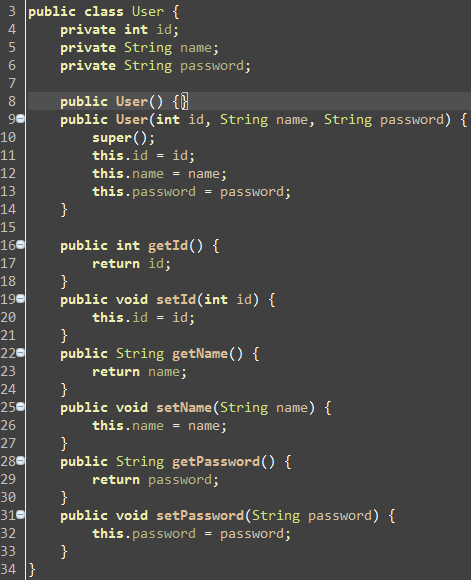 3 public class User {
4     private int id;
5     private String name;
6     private String password;
7
8     public User() {}
9     public User(int id, String name, String password) {
10         super();
11         this.id = id;
12         this.name = name;
13         this.password = password;
14     }
15
16     public int getId() {
17         return id;
18     }
19     public void setId(int id) {
20         this.id = id;
21     }
22     public String getName() {
23         return name;
24     }
25     public void setName(String name) {
26         this.name = name;
27     }
28     public String getPassword() {
29         return password;
30     }
31     public void setPassword(String password) {
32         this.password = password;
33     }
34 }